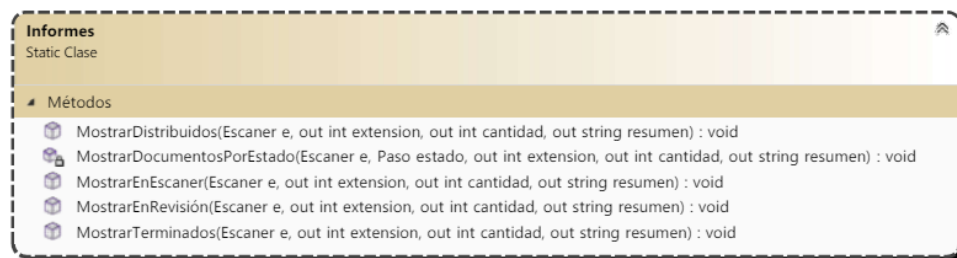 Informes
Static Clase
Métodos
MostrarDistribuidos(Escaner e, out int extension, out int cantidad, out string resumen) : void
MostrarDocumentosPorEstado(Escaner e, Paso estado, out int extension, out int cantidad, out string resumen) : void
MostrarEnEscaner(Escaner e, out int extension, out int cantidad, out string resumen) : void
MostrarEnRevisión(Escaner e, out int extension, out int cantidad, out string resumen) : void
MostrarTerminados(Escaner e, out int extension, out int cantidad, out string resumen) : void